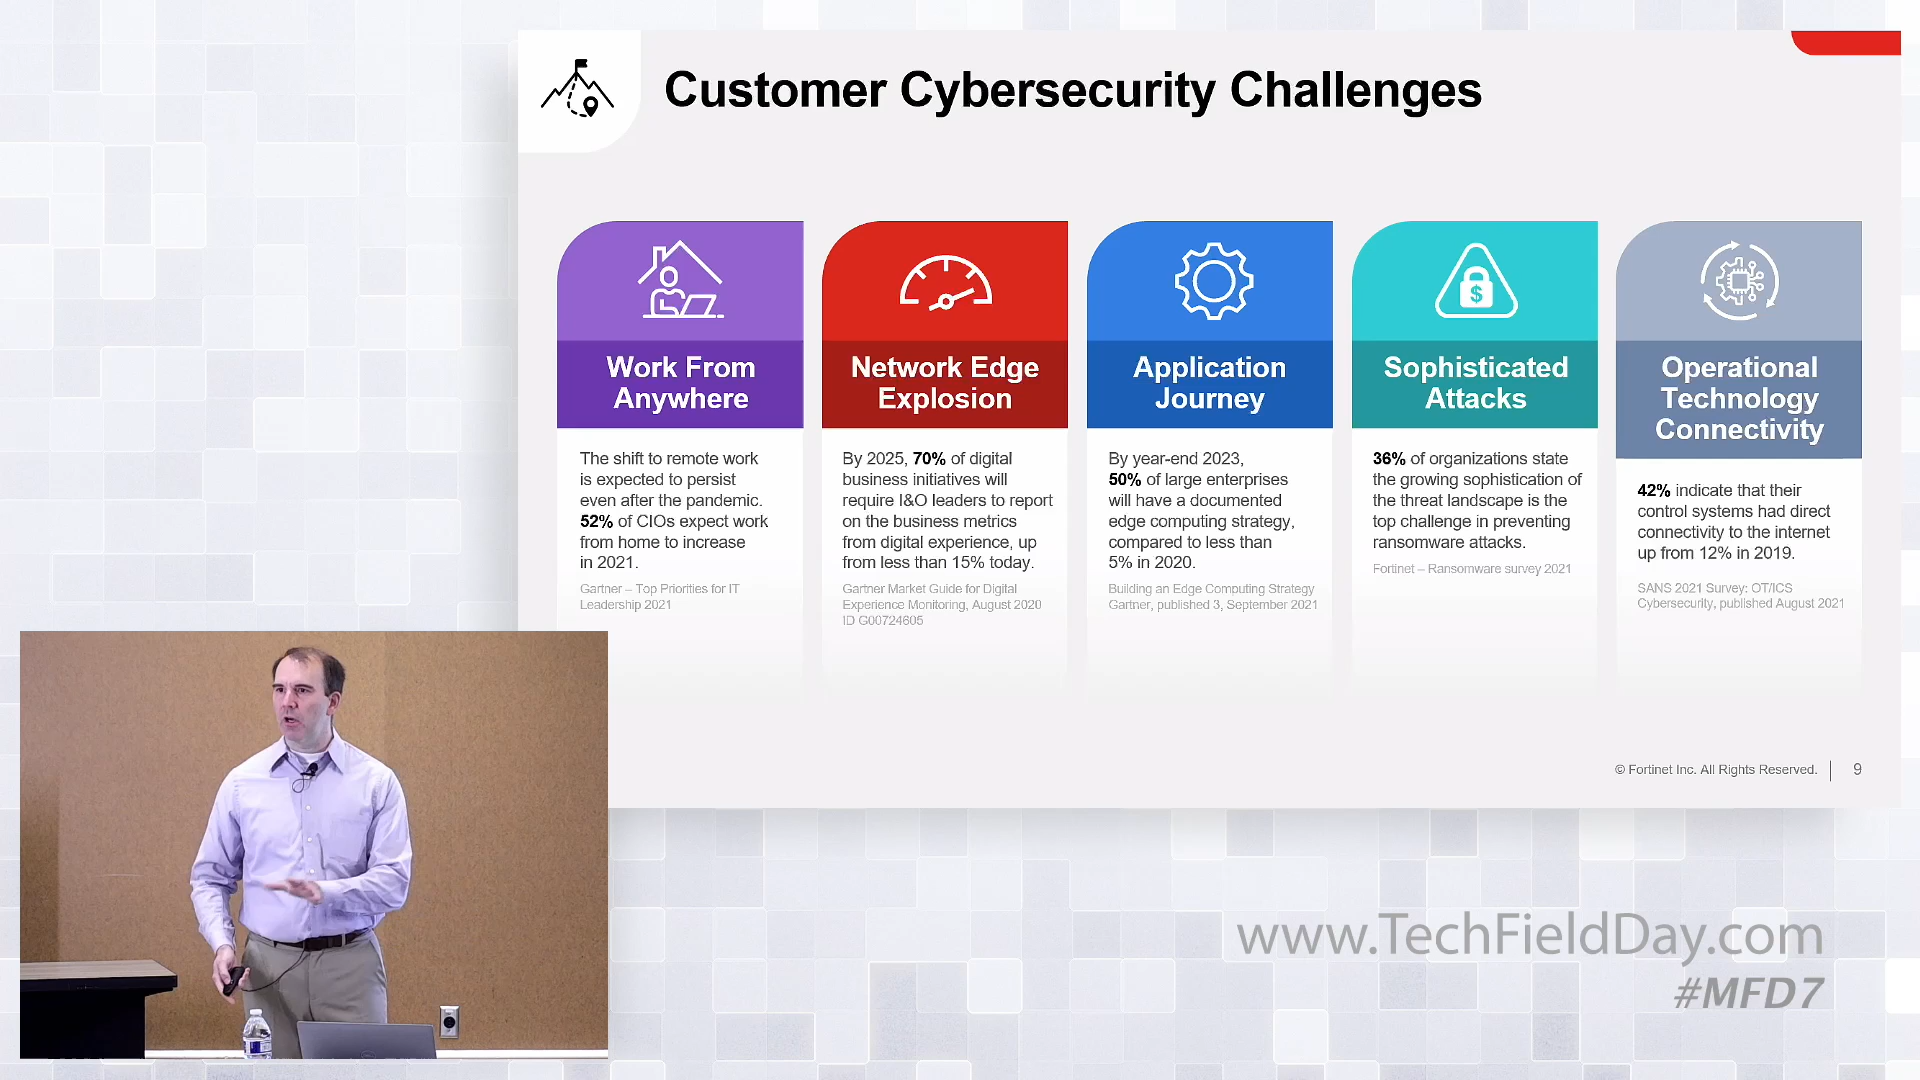 Customer Cybersecurity Challenges
Work From
Anywhere
The shift to remote work
is expected to persist
even after the pandemic.
52% of CIOs expect work
from home to increase
in 2021.
Gartner – Top Priorities for IT
Leadership 2021
Network Edge
Explosion
By 2025, 70% of digital
business initiatives will
require I&O leaders to report
on the business metrics
from digital experience, up
from less than 15% today.
Gartner Market Guide for Digital
Experience Monitoring, August 2020
ID G00724605
Application
Journey
By year-end 2023,
50% of large enterprises
will have a documented
edge computing strategy,
compared to less than
5% in 2020.
Building an Edge Computing Strategy
Gartner, published 3, September 2021
Sophisticated
Attacks
36% of organizations state
the growing sophistication of
the threat landscape is the
top challenge in preventing
ransomware attacks.
Fortinet – Ransomware survey 2021
Operational
Technology
Connectivity
42% indicate that their
control systems had direct
connectivity to the internet
up from 12% in 2019.
SANS 2021 Survey: OT/ICS
Cybersecurity, published August 2021
$
© Fortinet Inc. All Rights Reserved.
9
www.TechFieldDay.com
#MFD7